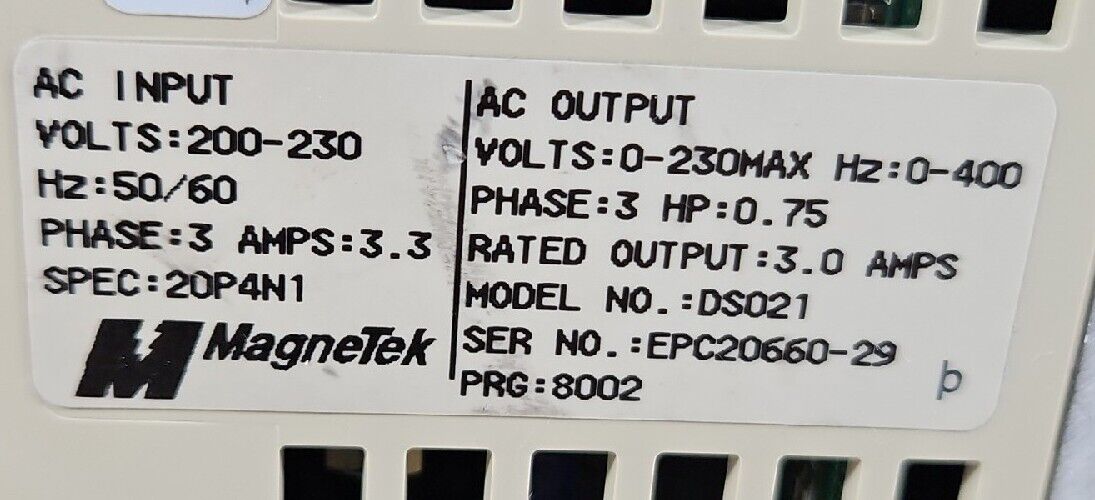 AC INPUT
VOLTS:200-230
Hz:50/60
PHASE:3 AMPS:3.3
SPEC:20P4N1
MagneTek
AC OUTPUT
VOLTS:0-230MAX Hz:0-400
PHASE:3 HP:0.75
RATED OUTPUT:3.0 AMPS
MODEL NO.:DS021
SER NO.:EPC20660-29
PRG:8002